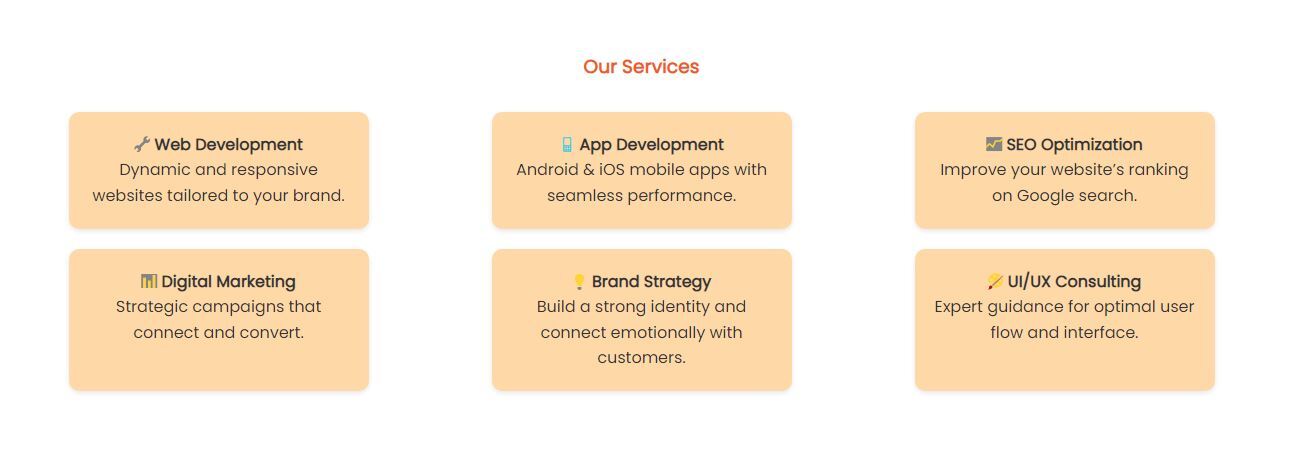 Our Services
🔧 Web Development
Dynamic and responsive
websites tailored to your brand.
📱 App Development
Android & iOS mobile apps with
seamless performance.
📈 SEO Optimization
Improve your website’s ranking
on Google search.
📊 Digital Marketing
Strategic campaigns that
connect and convert.
💡 Brand Strategy
Build a strong identity and
connect emotionally with
customers.
🎨 UI/UX Consulting
Expert guidance for optimal user
flow and interface.